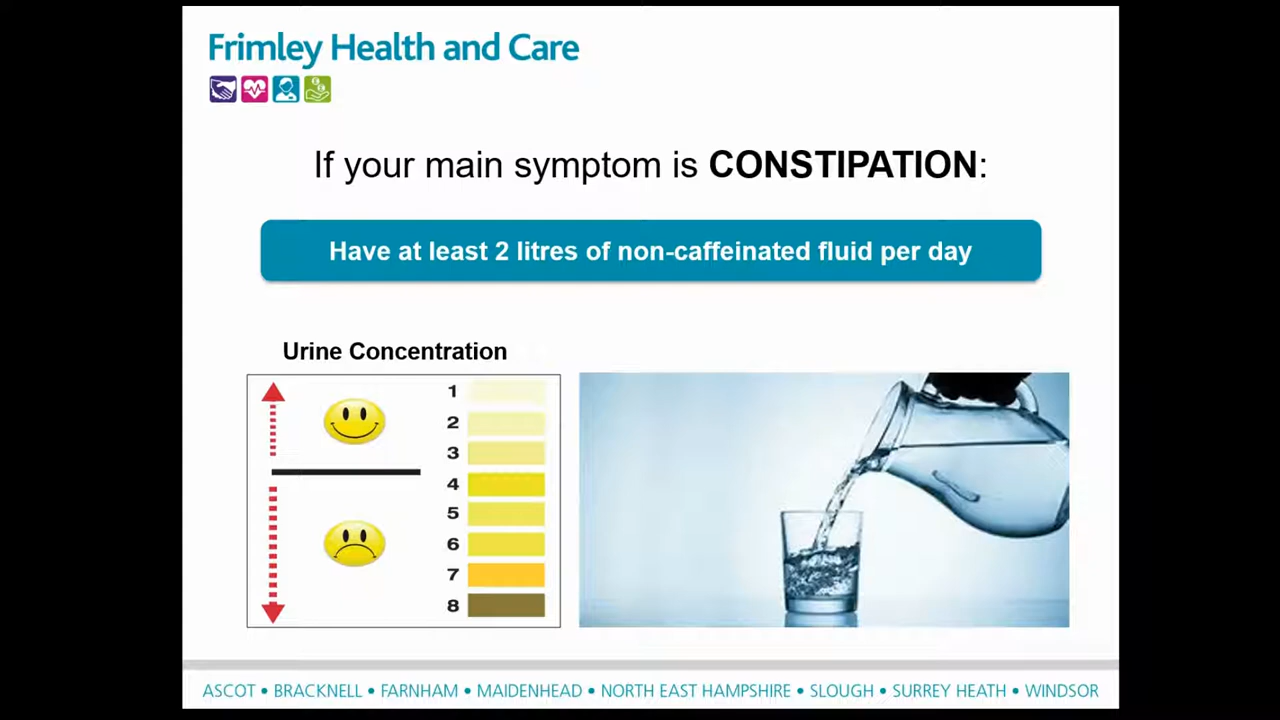 Frimley Health and Care
If your main symptom is CONSTIPATION:
Have at least 2 litres of non-caffeinated fluid per day
Urine Concentration
1
2
3
4
5
6
7
8
ASCOT • BRACKNELL • FARNHAM • MAIDENHEAD • NORTH EAST HAMPSHIRE • SLOUGH • SURREY HEATH • WINDSOR